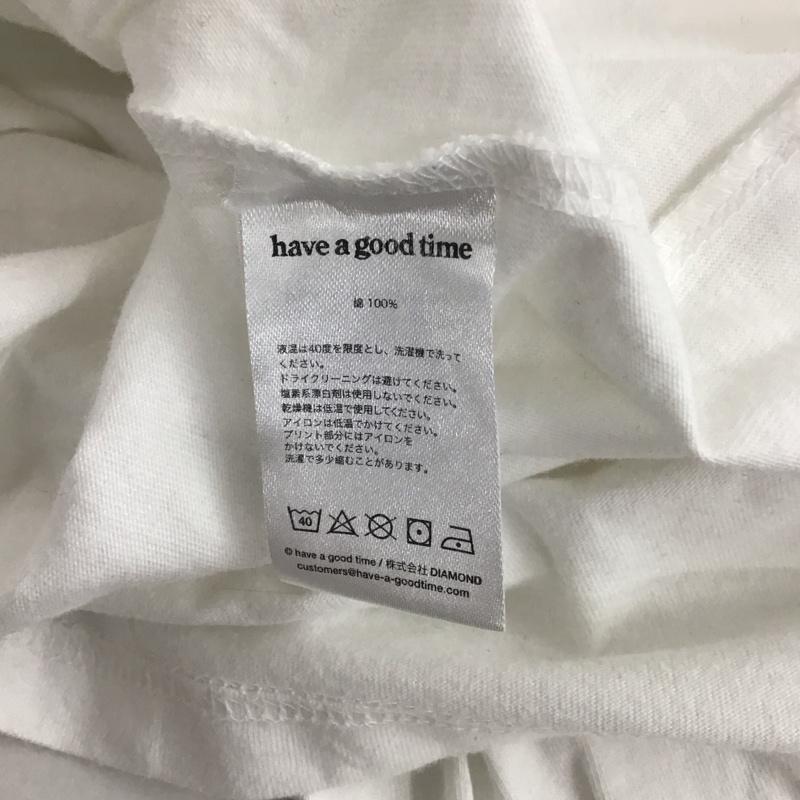 have a good time
綿 100%
液温は40度を限度とし、洗濯機で洗って
ください。
ドライクリーニングは避けてください。
塩素系漂白剤は使用しないでください。
乾燥機は低温で使用してください。
アイロンは低温でかけてください。
プリント部分にはアイロンを
かけないでください。
洗濯で多少縮むことがあります。
40
© have a good time / 株式会社 DIAMOND
customers@have-a-goodtime.com